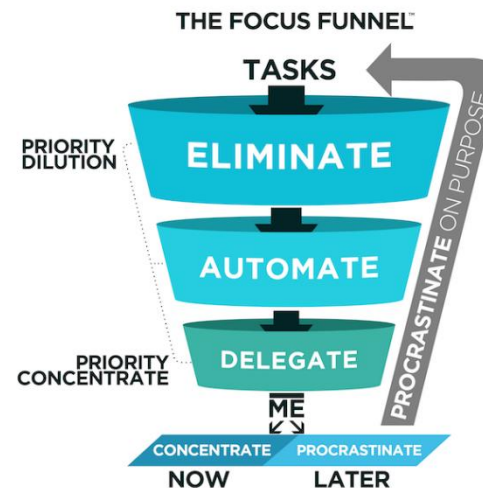 THE FOCUS FUNNEL™
TASKS
PRIORITY
DILUTION
ELIMINATE
AUTOMATE
PRIORITY
CONCENTRATE
DELEGATE
ME
CONCENTRATE PROCRASTINATE
NOW LATER
PROCRASTINATE ON PURPOSE